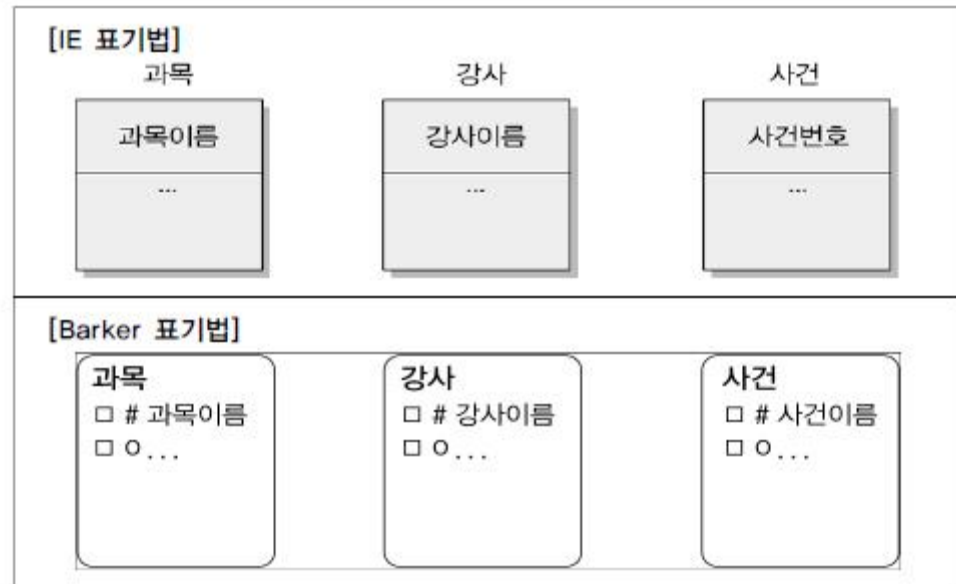 [IE 표기법]
과목 강사 사건
과목이름 강사이름 사건번호
... ... ...
[Barker 표기법]
과목 강사 사건
□ # 과목이름 □ # 강사이름 □ # 사건이름
□ o... □ o... □ o...